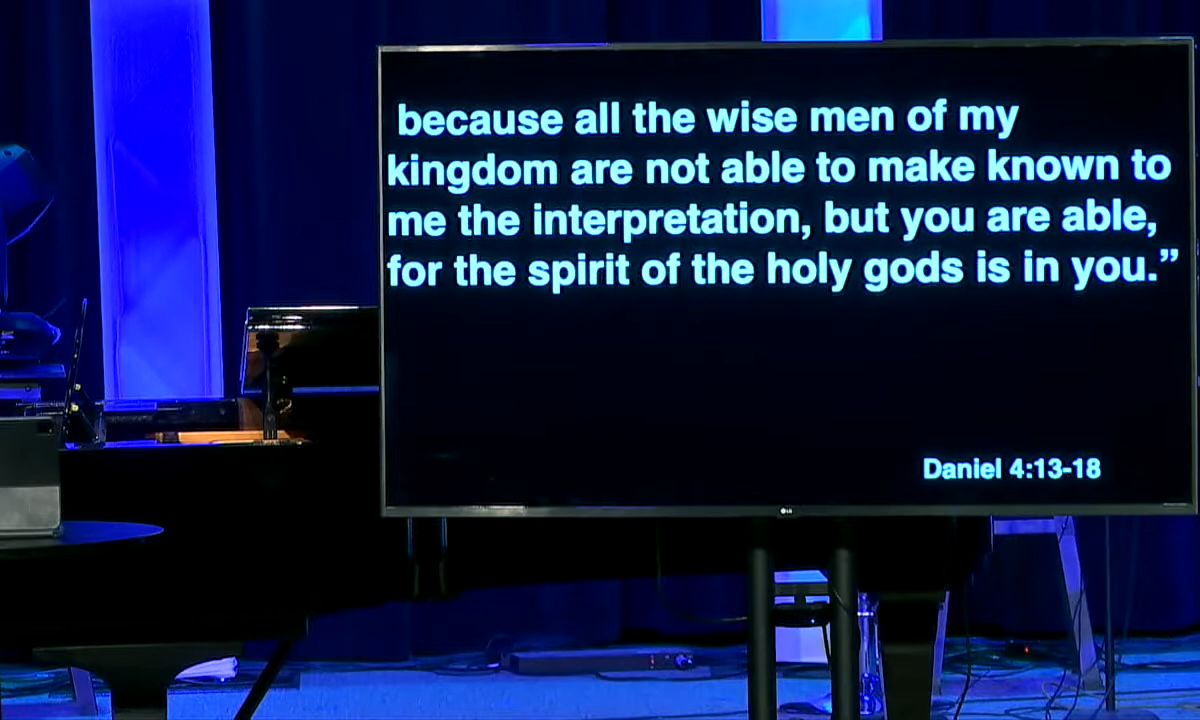 because all the wise men of my
kingdom are not able to make known to
me the interpretation, but you are able,
for the spirit of the holy gods is in you.”
Daniel 4:13-18
LG